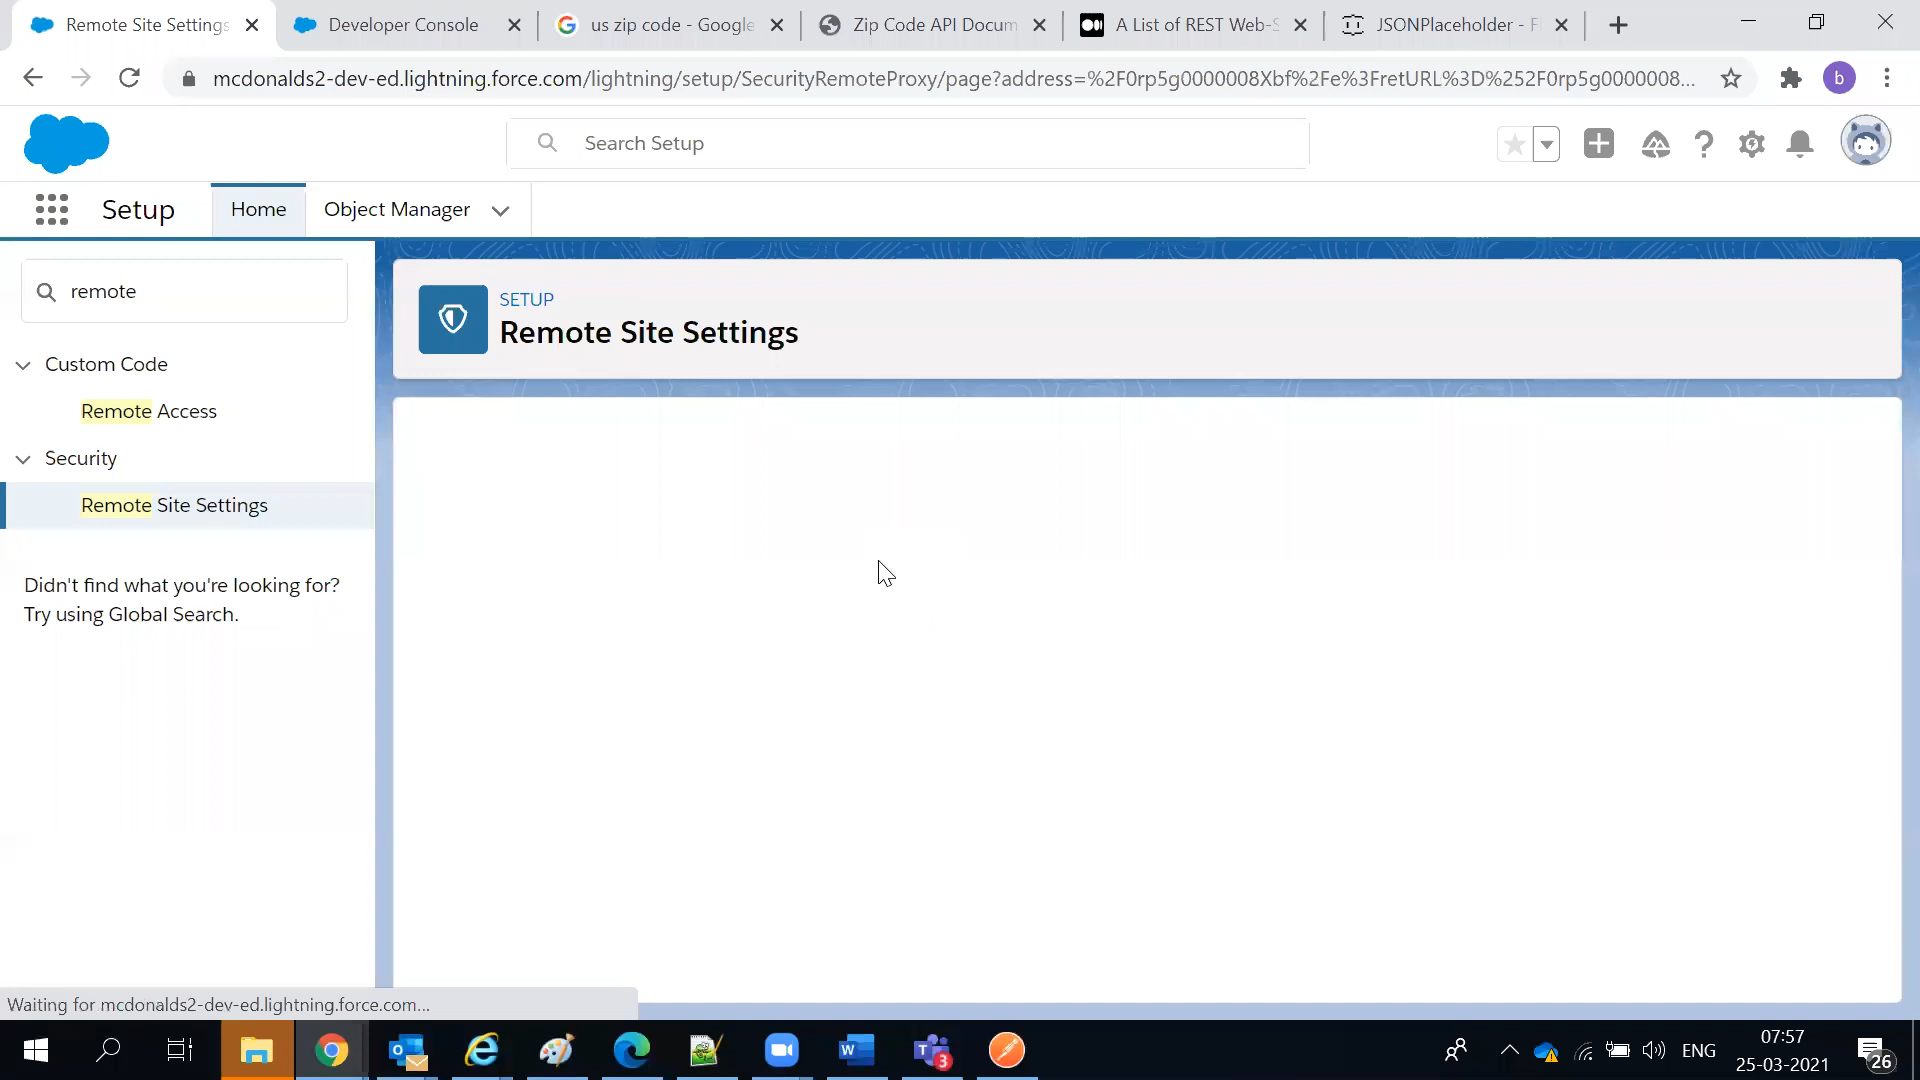 Remote Site Settings
Developer Console
us zip code - Google
Zip Code API Docum
A List of REST Web-S
JSONPlaceholder - F
mcdonalds2-dev-ed.lightning.force.com/lightning/setup/SecurityRemoteProxy/page?address=%2F0rp5g0000008Xbf%2Fe%3FretURL%3D%252F0rp5g0000008...
b
Search Setup
Setup
Home
Object Manager
remote
Custom Code
Remote Access
Security
Remote Site Settings
Didn't find what you're looking for?
Try using Global Search.
SETUP
Remote Site Settings
Waiting for mcdonalds2-dev-ed.lightning.force.com...
3
ENG
07:57
25-03-2021
26